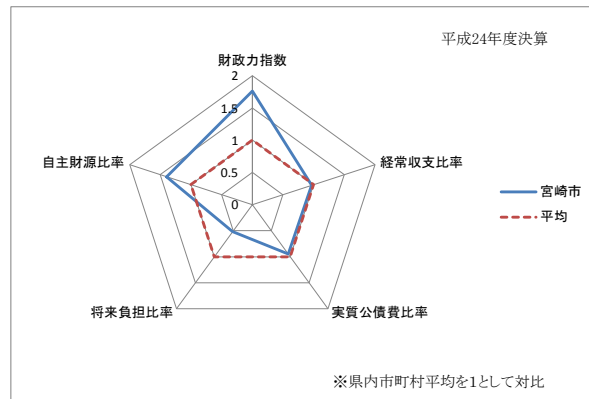 平成24年度決算
財政力指数
2
1.5
1
0.5
0
自主財源比率
経常収支比率
宮崎市
平均
将来負担比率
実質公債費比率
※県内市町村平均を1として対比